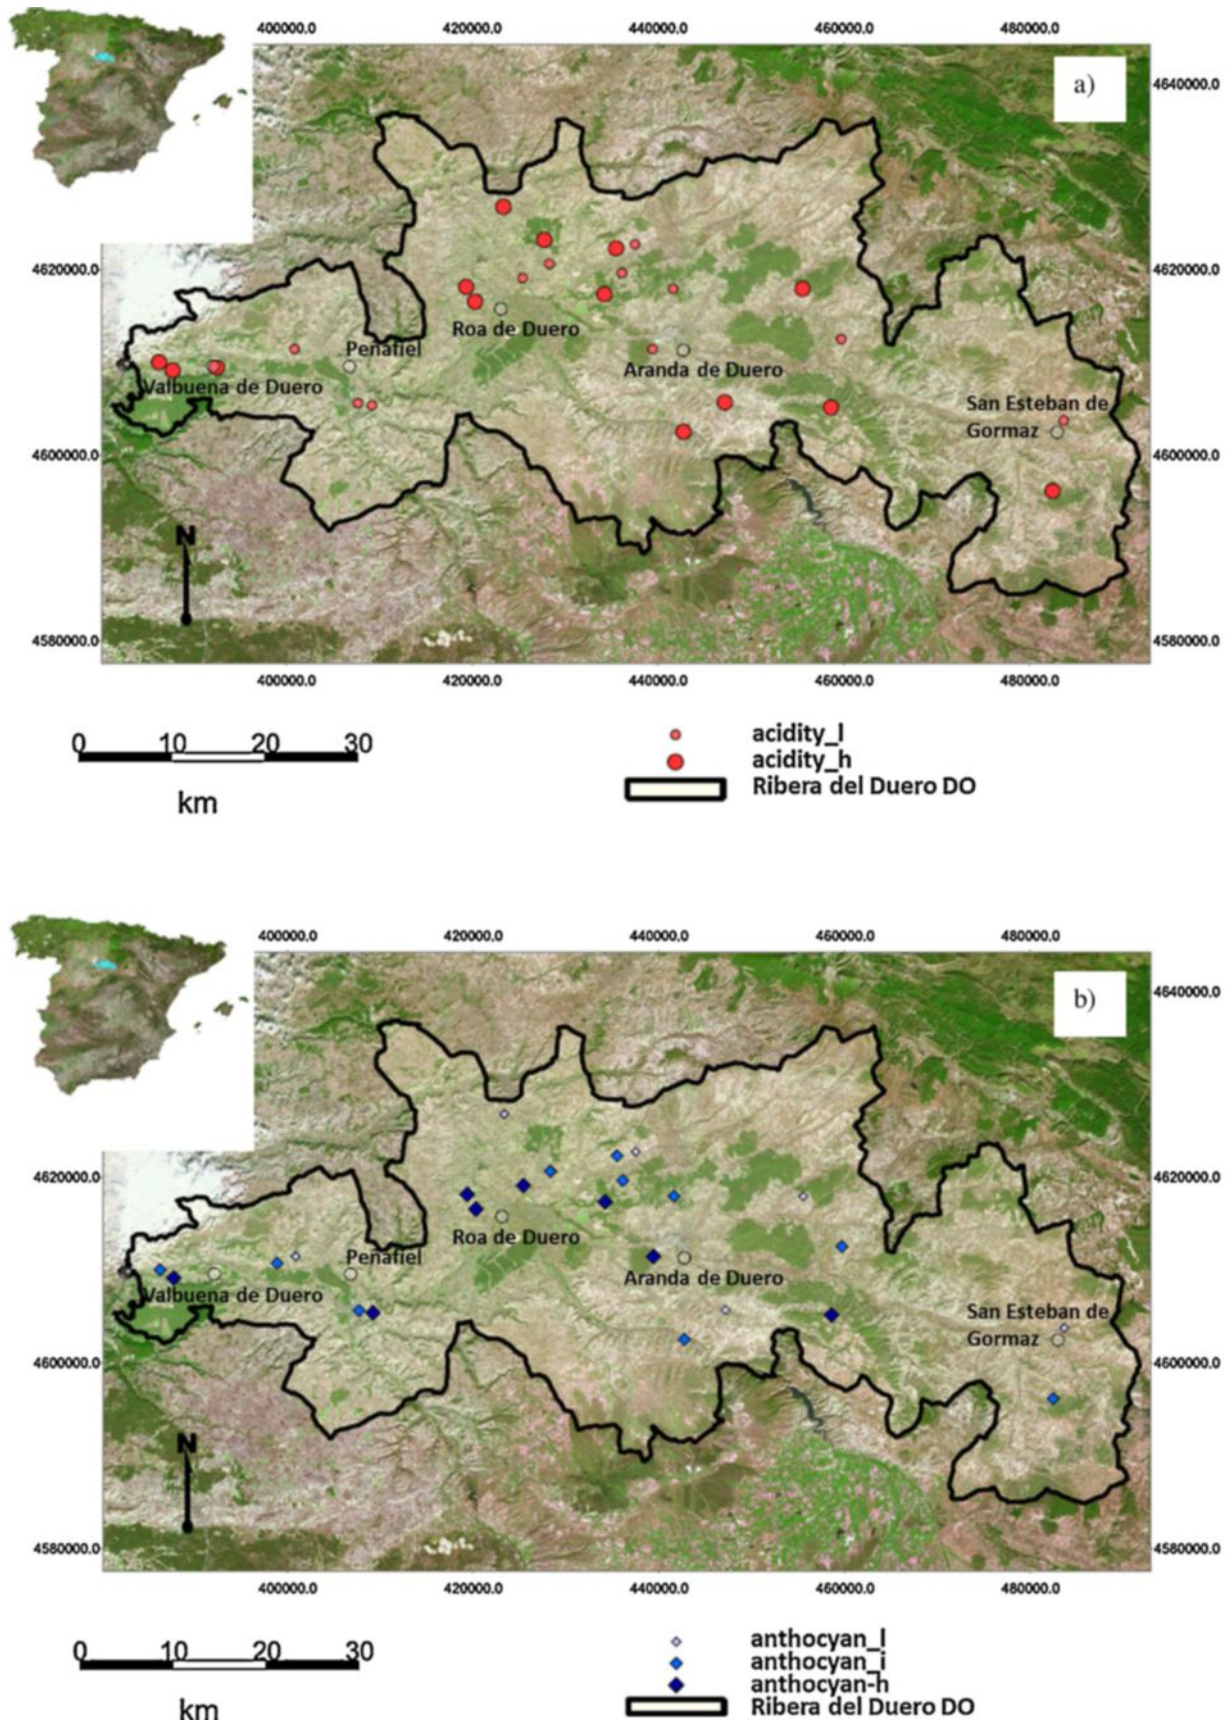 400000.0 420000.0 440000.0 460000.0 480000.0
a)
4640000.0
4620000.0 4620000.0
Roa de Duero
Peñafiel
Aranda de Duero
Valbuena de Duero
San Esteban de
Gormaz
4600000.0 4600000.0
N
4580000.0 4580000.0
400000.0 420000.0 440000.0 460000.0 480000.0
0 10 20 30
km
acidity_l
acidity_h
Ribera del Duero DO
400000.0 420000.0 440000.0 460000.0 480000.0
b)
4640000.0
4620000.0 4620000.0
Roa de Duero
Peñafiel
Aranda de Duero
Valbuena de Duero
San Esteban de
Gormaz
4600000.0 4600000.0
N
4580000.0 4580000.0
400000.0 420000.0 440000.0 460000.0 480000.0
0 10 20 30
km
anthocyan_l
anthocyan_i
anthocyan-h
Ribera del Duero DO